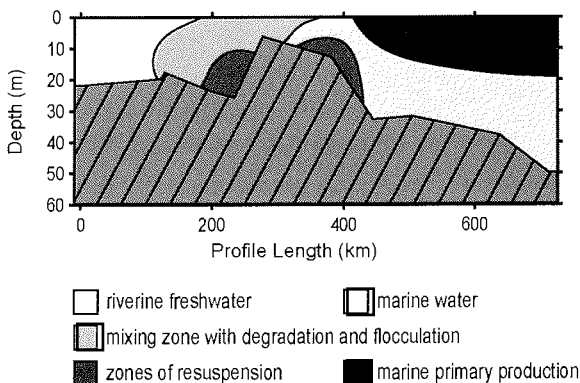 0
10
20
30
40
50
60
Depth (m)
0 200 400 600
Profile Length (km)
riverine freshwater
marine water
mixing zone with degradation and flocculation
zones of resuspension
marine primary production